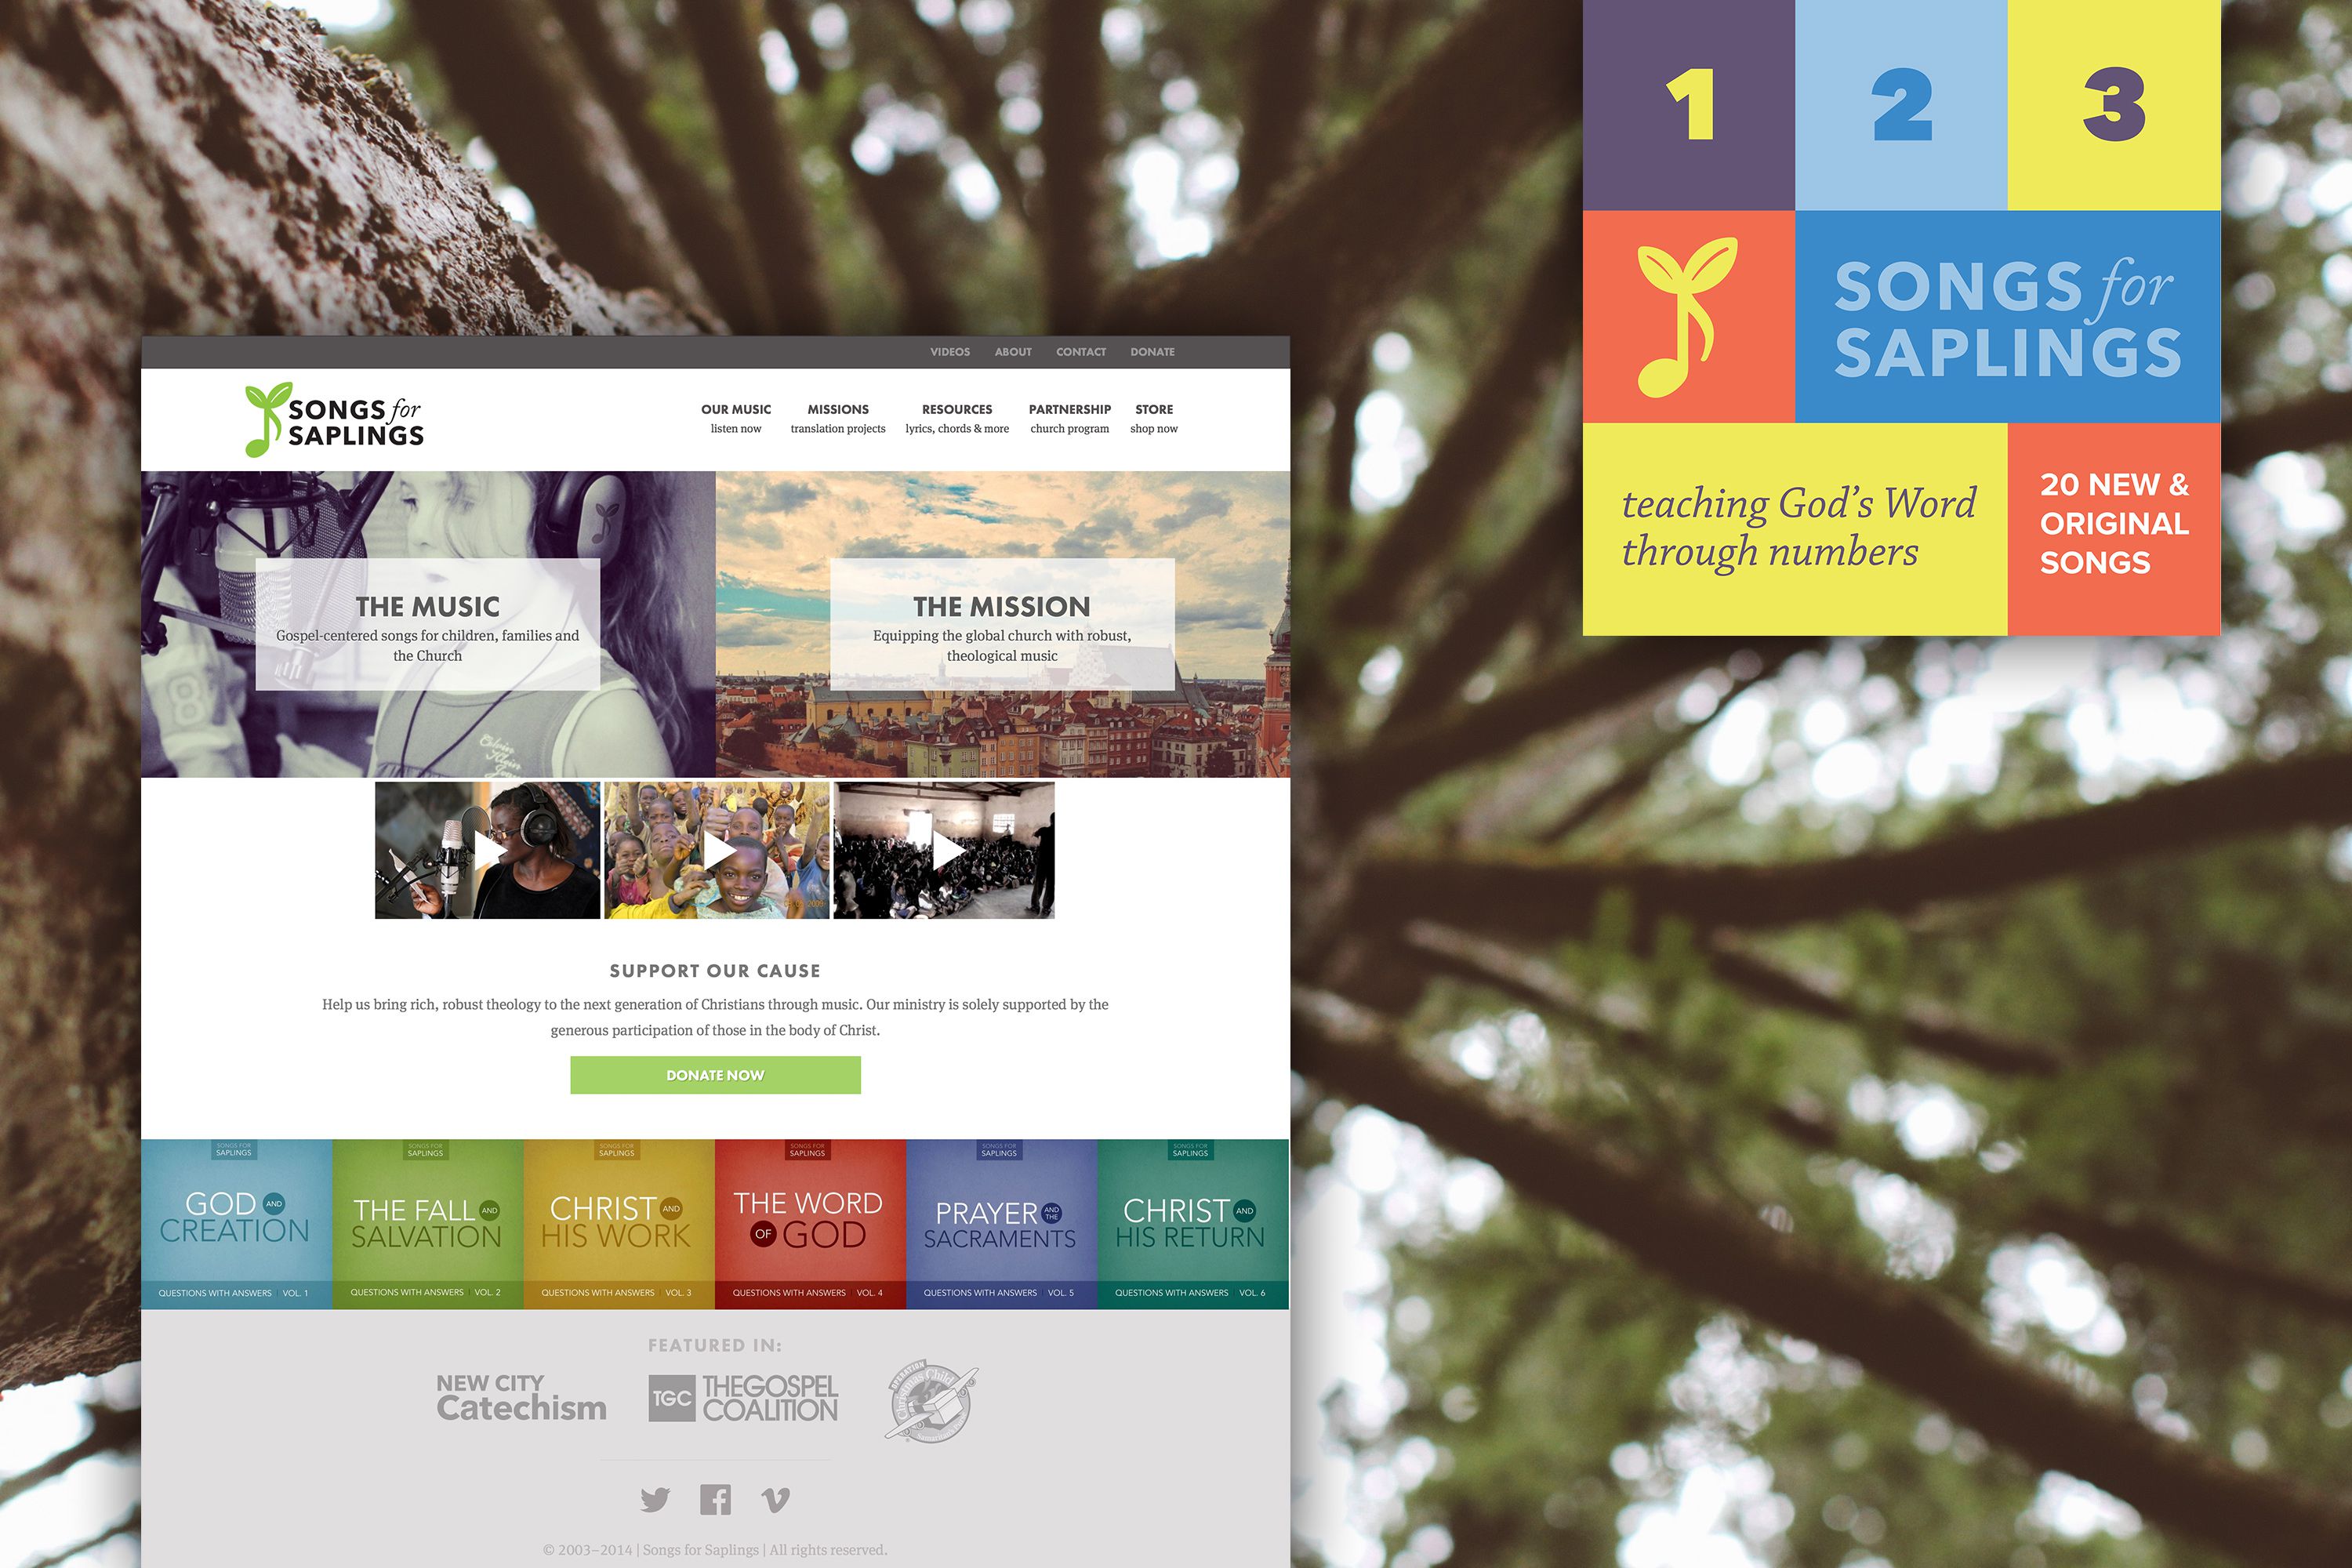 1
2
3
SONGS for
SAPLINGS
teaching God's Word
through numbers
20 NEW &
ORIGINAL
SONGS
VIDEOS ABOUT CONTACT DONATE
SONGS for
SAPLINGS
OUR MUSIC
listen now
MISSIONS
translation projects
RESOURCES
lyrics, chords & more
PARTNERSHIP
church program
STORE
shop now
THE MUSIC
Gospel-centered songs for children, families and
the Church
THE MISSION
Equipping the global church with robust,
theological music
SUPPORT OUR CAUSE
Help us bring rich, robust theology to the next generation of Christians through music. Our ministry is solely supported by the
generous participation of those in the body of Christ.
DONATE NOW
SONGS FOR
SAPLINGS
GOD AND
CREATION
QUESTIONS WITH ANSWERS VOL. 1
SONGS FOR
SAPLINGS
THE FALL AND
SALVATION
QUESTIONS WITH ANSWERS VOL. 2
SONGS FOR
SAPLINGS
CHRIST AND
HIS WORK
QUESTIONS WITH ANSWERS VOL. 3
SONGS FOR
SAPLINGS
THE WORD
OF GOD
QUESTIONS WITH ANSWERS VOL. 4
SONGS FOR
SAPLINGS
PRAYER AND THE
SACRAMENTS
QUESTIONS WITH ANSWERS VOL. 5
SONGS FOR
SAPLINGS
CHRIST AND
HIS RETURN
QUESTIONS WITH ANSWERS VOL. 6
FEATURED IN:
NEW CITY
Catechism
TGC
THE GOSPEL
COALITION
OPERATION
Christmas Child
© 2003–2014 | Songs for Saplings | All rights reserved.